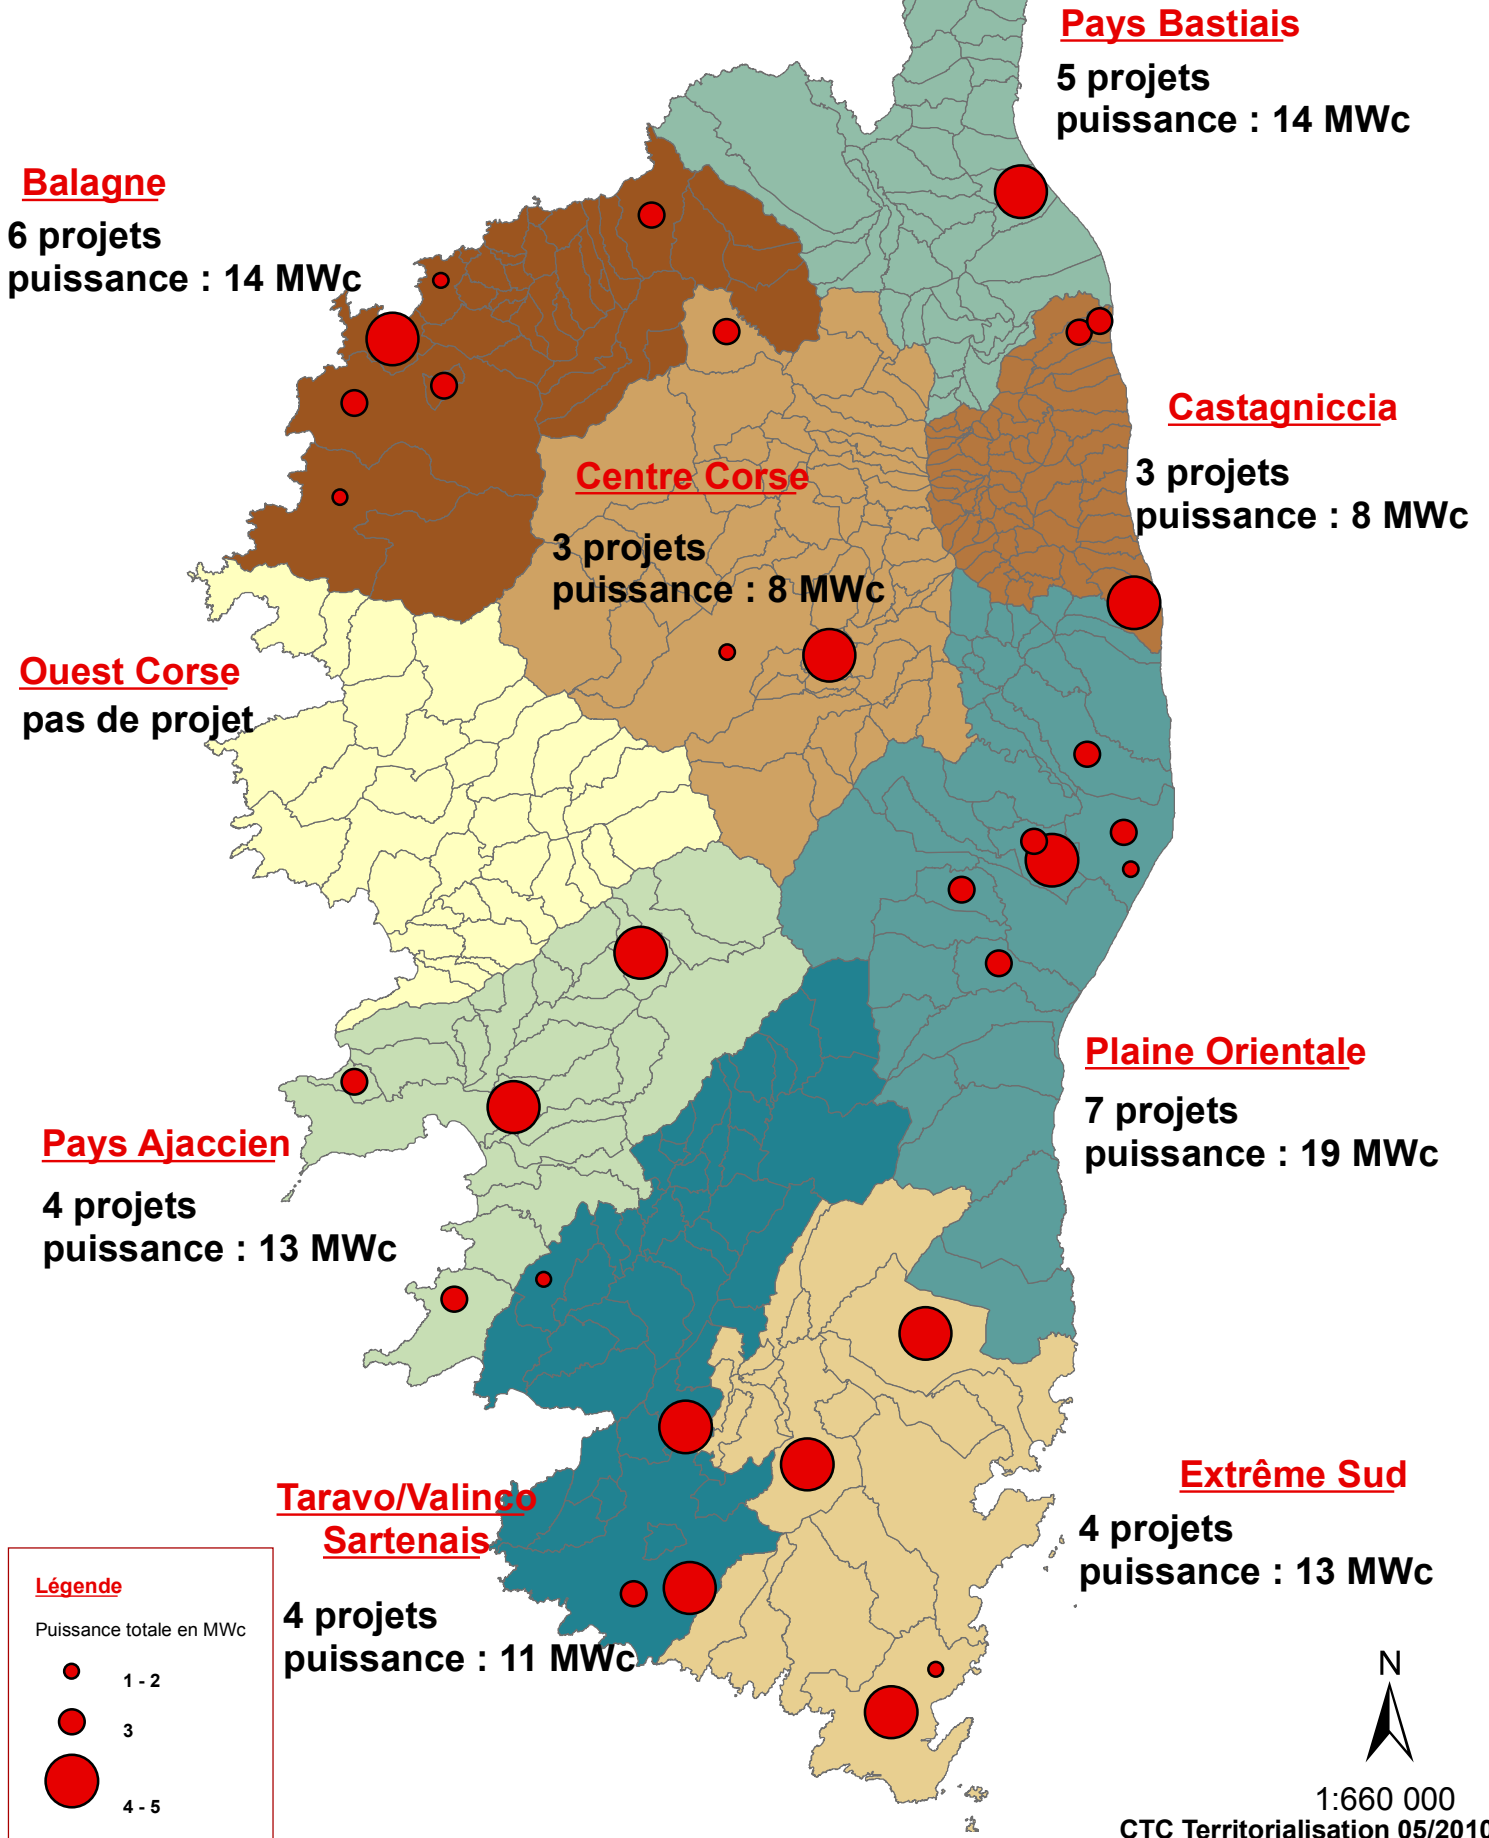 Pays Bastiais
5 projets
puissance : 14 MWc
Balagne
6 projets
puissance : 14 MWc
Castagniccia
3 projets
puissance : 8 MWc
Centre Corse
3 projets
puissance : 8 MWc
Ouest Corse
pas de projet
Plaine Orientale
7 projets
puissance : 19 MWc
Pays Ajaccien
4 projets
puissance : 13 MWc
Extrême Sud
4 projets
puissance : 13 MWc
Taravo/Valinco
Sartenais
4 projets
puissance : 11 MWc
Légende
Puissance totale en MWc
1 - 2
3
4 - 5
N
1:660 000
CTC Territorialisation 05/2010